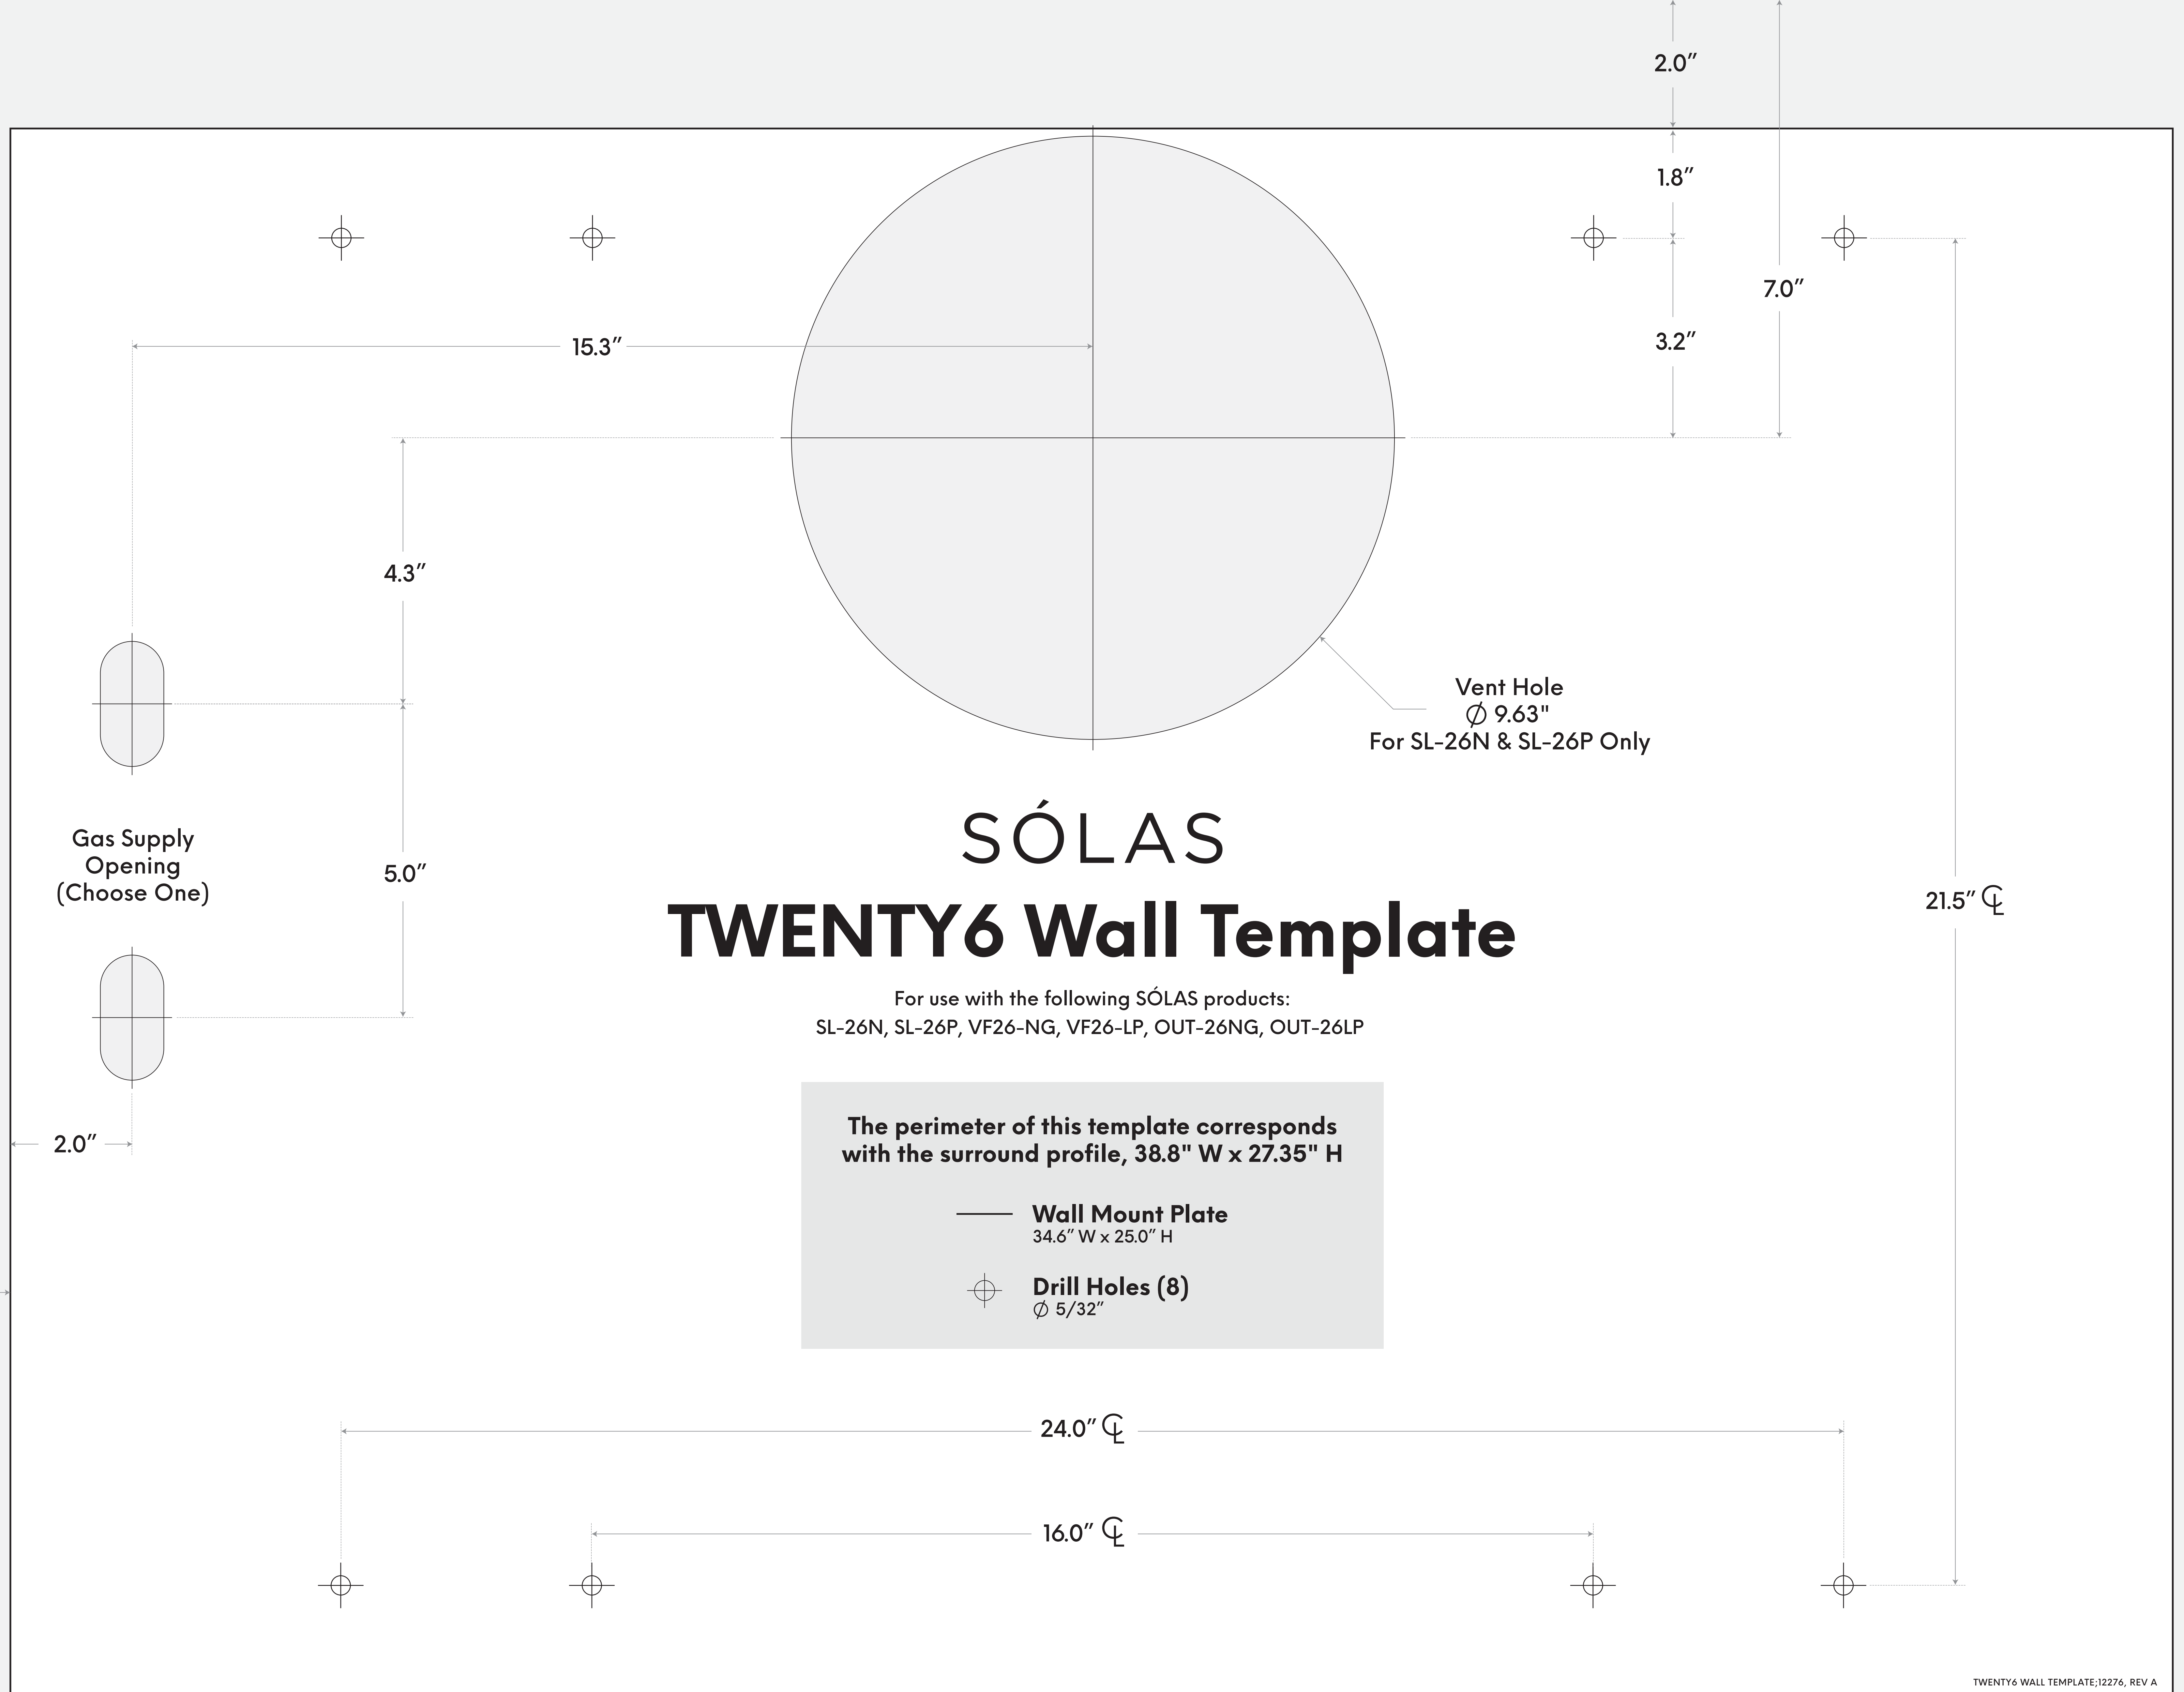 2.0”
1.8”
7.0”
3.2”
15.3”
4.3”
Vent Hole
∅ 9.63"
For SL-26N & SL-26P Only
Gas Supply
Opening
(Choose One)
5.0”
SÓLAS
21.5” ℄
TWENTY6 Wall Template
For use with the following SÓLAS products:
SL-26N, SL-26P, VF26-NG, VF26-LP, OUT-26NG, OUT-26LP
2.0”
The perimeter of this template corresponds
with the surround profile, 38.8" W x 27.35" H
Wall Mount Plate
34.6” W x 25.0” H
Drill Holes (8)
∅ 5/32”
24.0” ℄
16.0” ℄
TWENTY6 WALL TEMPLATE;12276, REV A